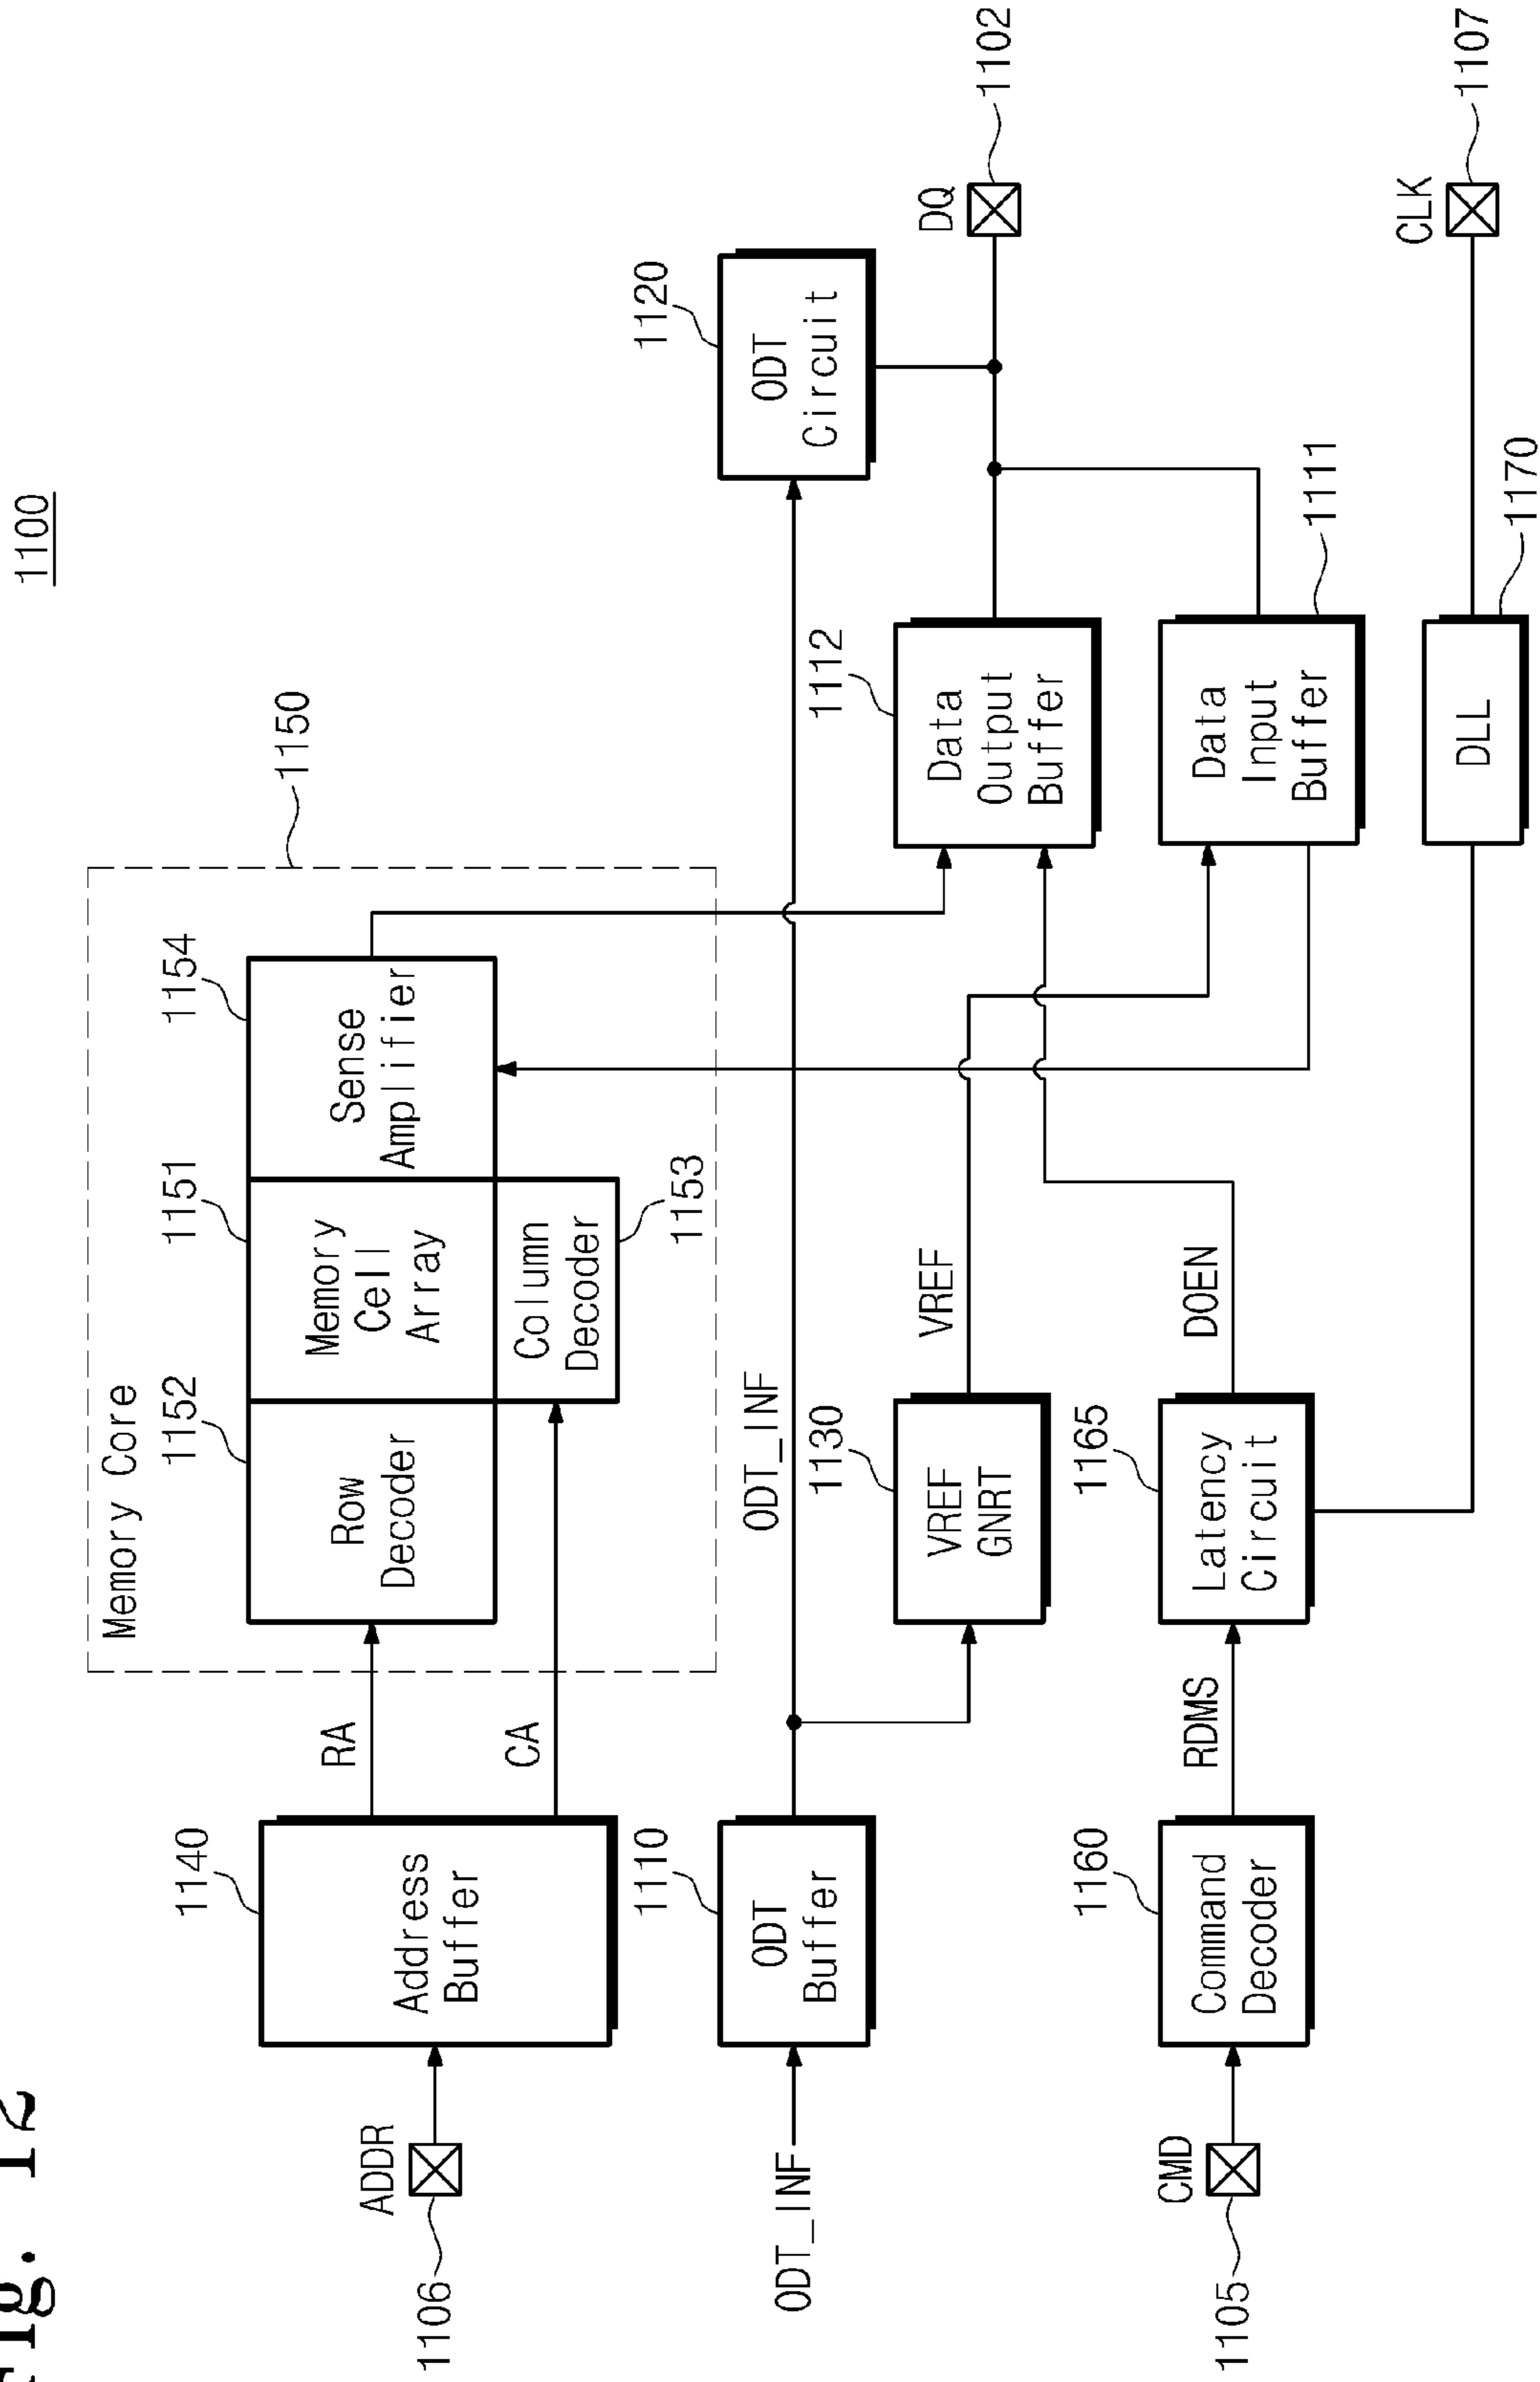 Fig. 12
1100
Memory Core
1150
1152
1151
1154
Row
Decoder
Memory
Cell
Array
Sense
Amplifier
Column
Decoder
1153
1140
Address
Buffer
RA
CA
ADDR
1106
1110
ODT
Buffer
ODT_INF
ODT_INF
1120
ODT
Circuit
DQ
1102
1130
VREF
GNRT
VREF
1112
Data
Output
Buffer
1160
Command
Decoder
CMD
1105
RDMS
1165
Latency
Circuit
DOEN
Data
Input
Buffer
1111
DLL
1170
CLK
1107